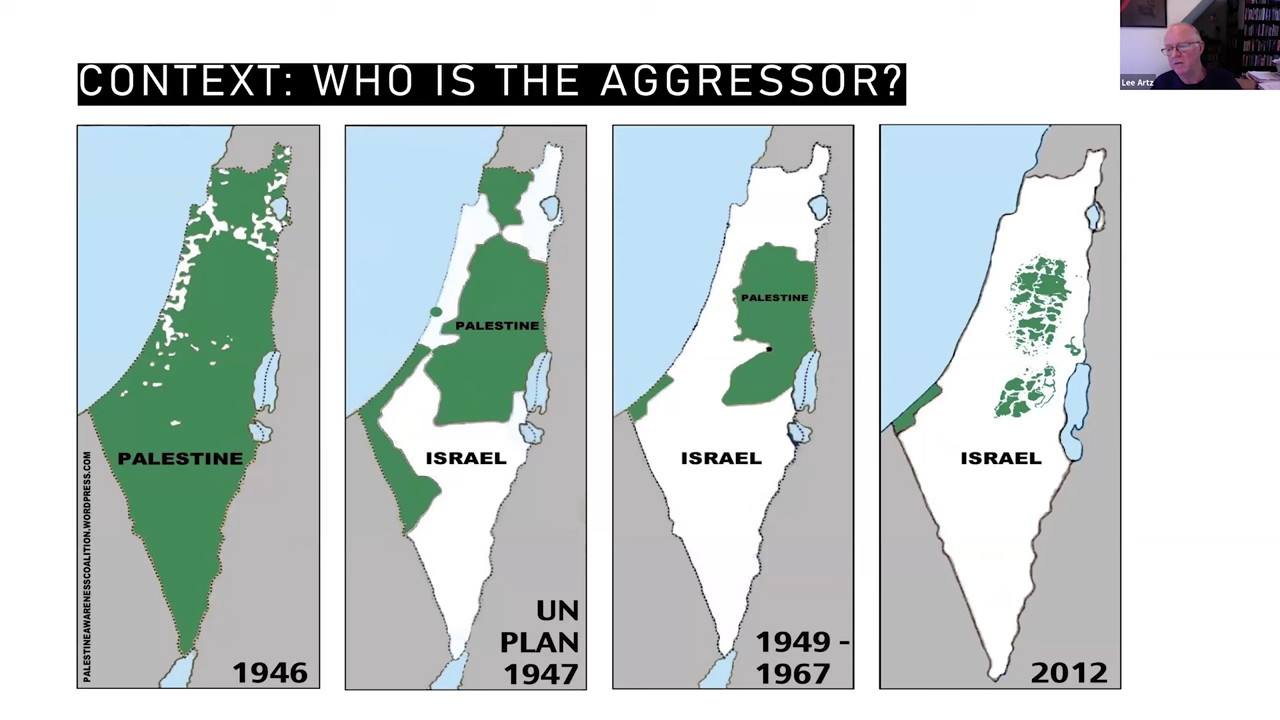 CONTEXT: WHO IS THE AGGRESSOR?
Lee Artz
PALESTINE
PALESTINEAWARENESSCOALITION.WORDPRESS.COM
1946
PALESTINE
ISRAEL
UN
PLAN
1947
PALESTINE
ISRAEL
1949 -
1967
ISRAEL
2012